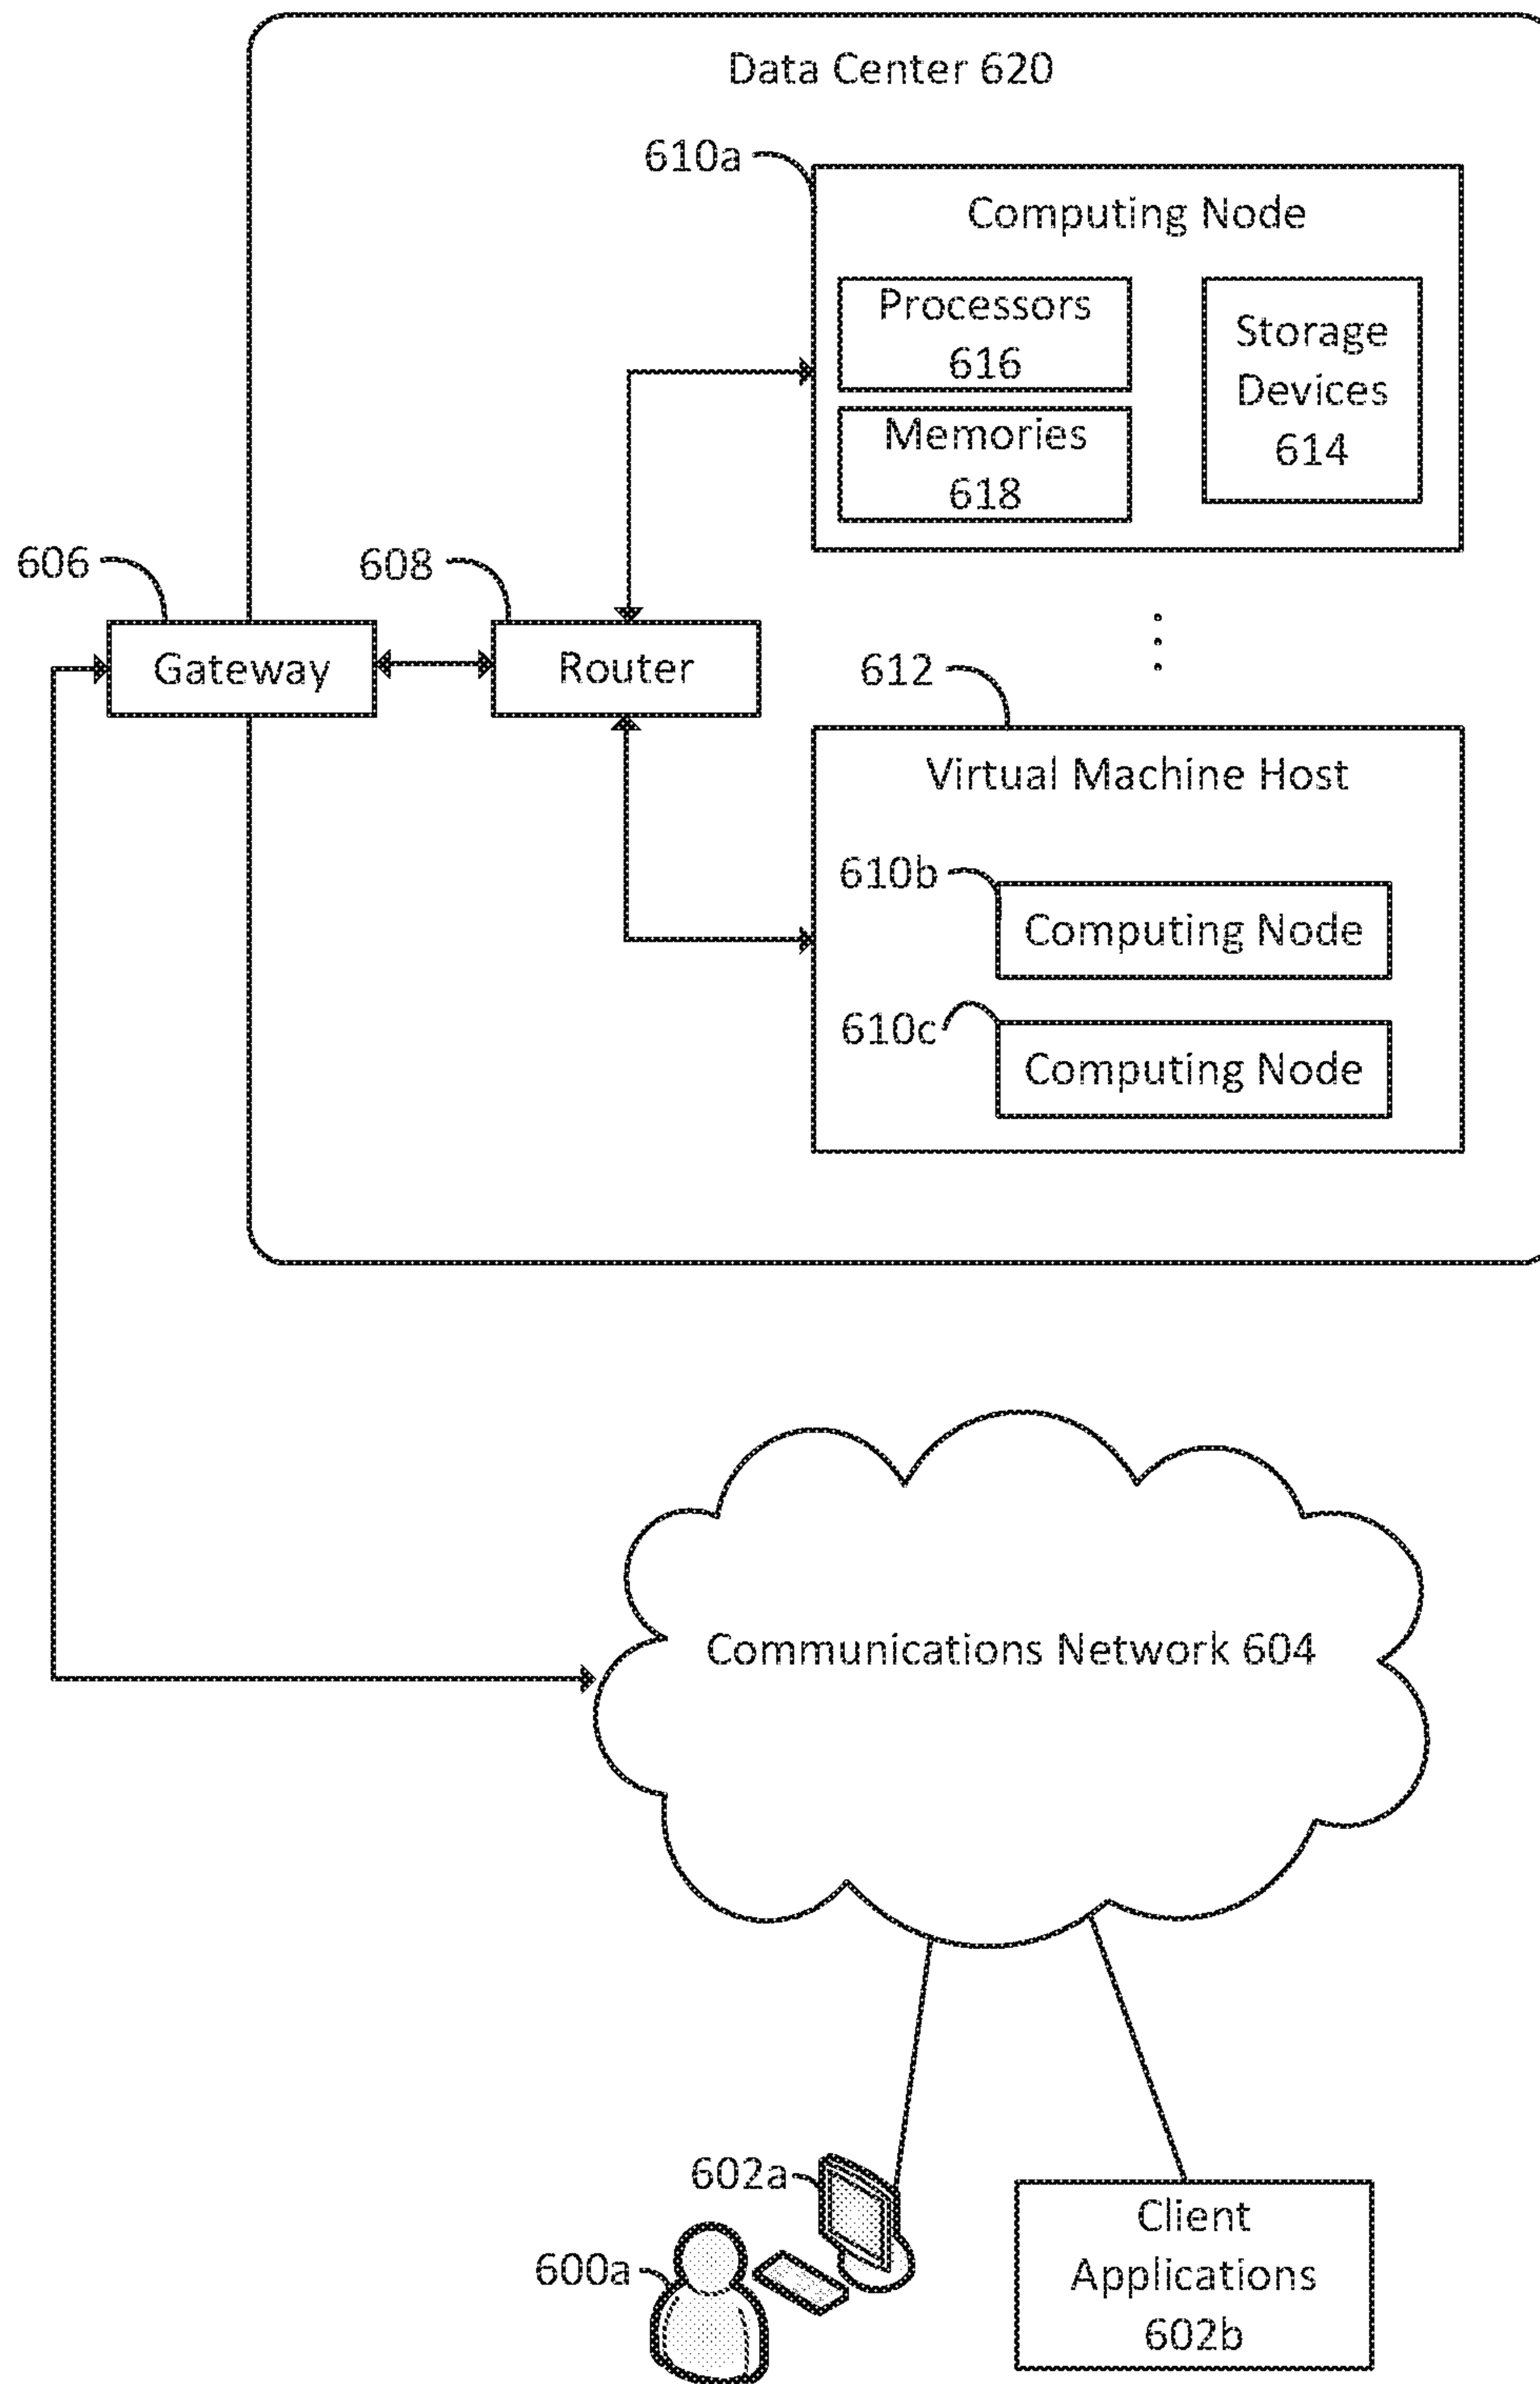 Data Center 620
610a
Computing Node
Processors
616
Storage
Devices
614
Memories
618
606
608
Gateway
Router
612
Virtual Machine Host
610b
Computing Node
610c
Computing Node
Communications Network 604
602a
600a
Client
Applications
602b